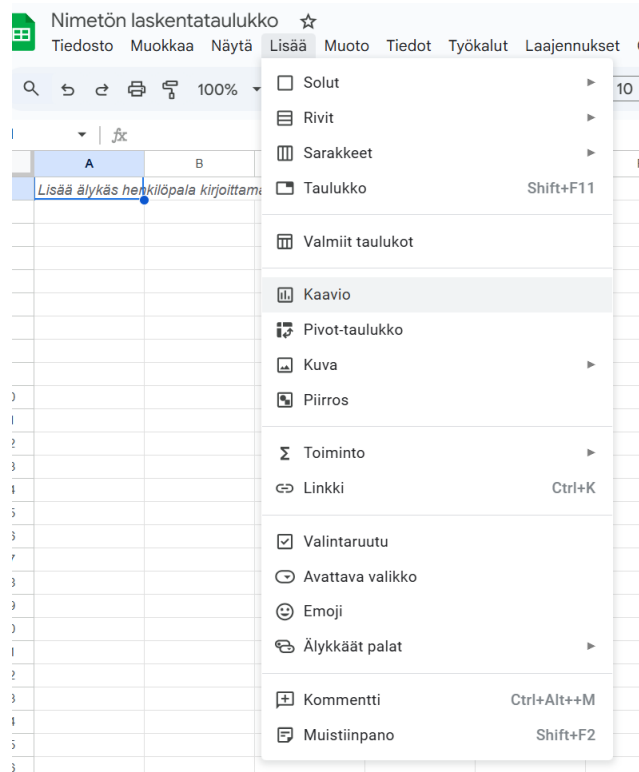 Nimetön laskentataulukko
Tiedosto Muokkaa Näytä Lisää Muoto Tiedot Työkalut Laajennukset
100% 10
fx
A B
Lisää älykäs henkilöpala
Solut
Rivit
Sarakkeet
Taulukko Shift+F11
Valmiit taulukot
Kaavio
Pivot-taulukko
Kuva
Piirros
Toiminto
Linkki Ctrl+K
Valintaruutu
Avattava valikko
Emoji
Älykkäät palat
Kommentti Ctrl+Alt++M
Muistiinpano Shift+F2